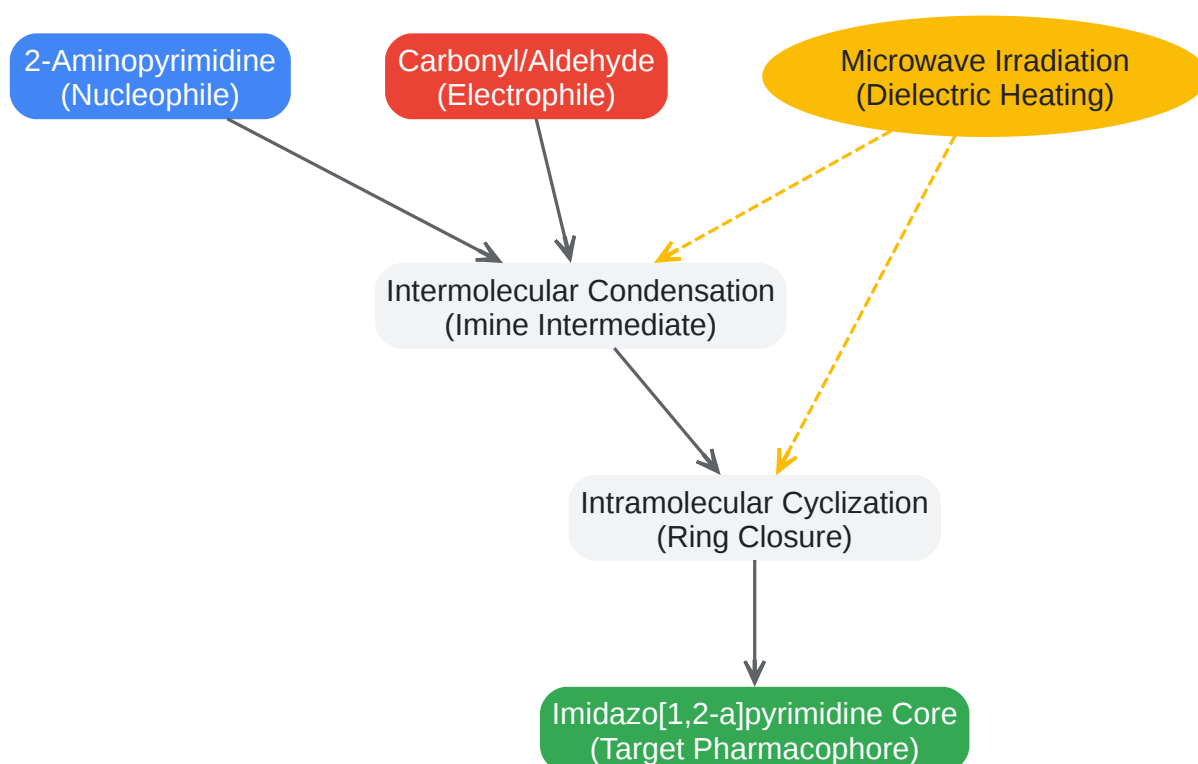 2-Aminopyrimidine
(Nucleophile)
Carbonyl/Aldehyde
(Electrophile)
Microwave Irradiation
(Dielectric Heating)
Intermolecular Condensation
(Imine Intermediate)
Intramolecular Cyclization
(Ring Closure)
Imidazo[1,2-a]pyrimidine Core
(Target Pharmacophore)